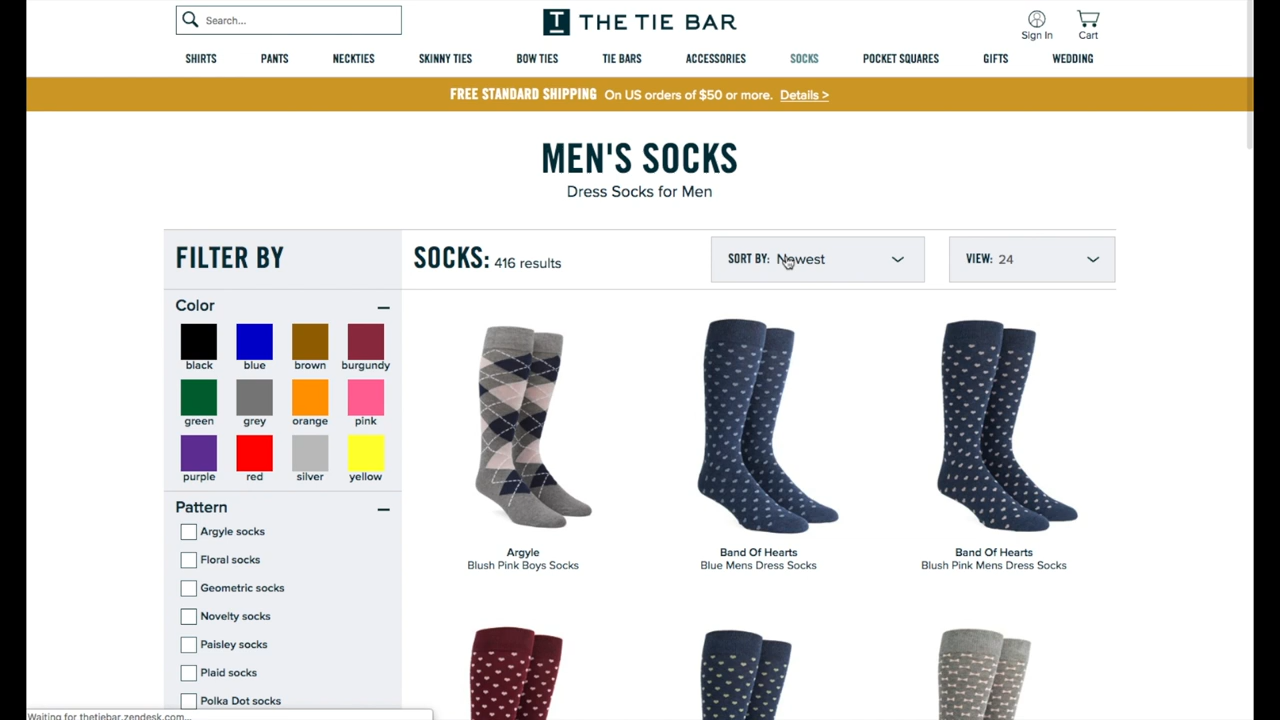 Search...
T THE TIE BAR
Sign In
Cart
SHIRTS PANTS NECKTIES SKINNY TIES BOW TIES TIE BARS ACCESSORIES SOCKS POCKET SQUARES GIFTS WEDDING
FREE STANDARD SHIPPING On US orders of $50 or more. Details >
MEN'S SOCKS
Dress Socks for Men
FILTER BY
SOCKS: 416 results
SORT BY: Newest
VIEW: 24
Color
black blue brown burgundy
green grey orange pink
purple red silver yellow
Pattern
Argyle socks
Floral socks
Geometric socks
Novelty socks
Paisley socks
Plaid socks
Polka Dot socks
Argyle
Blush Pink Boys Socks
Band Of Hearts
Blue Mens Dress Socks
Band Of Hearts
Blush Pink Mens Dress Socks
Waiting for thetiebar.zendesk.com...